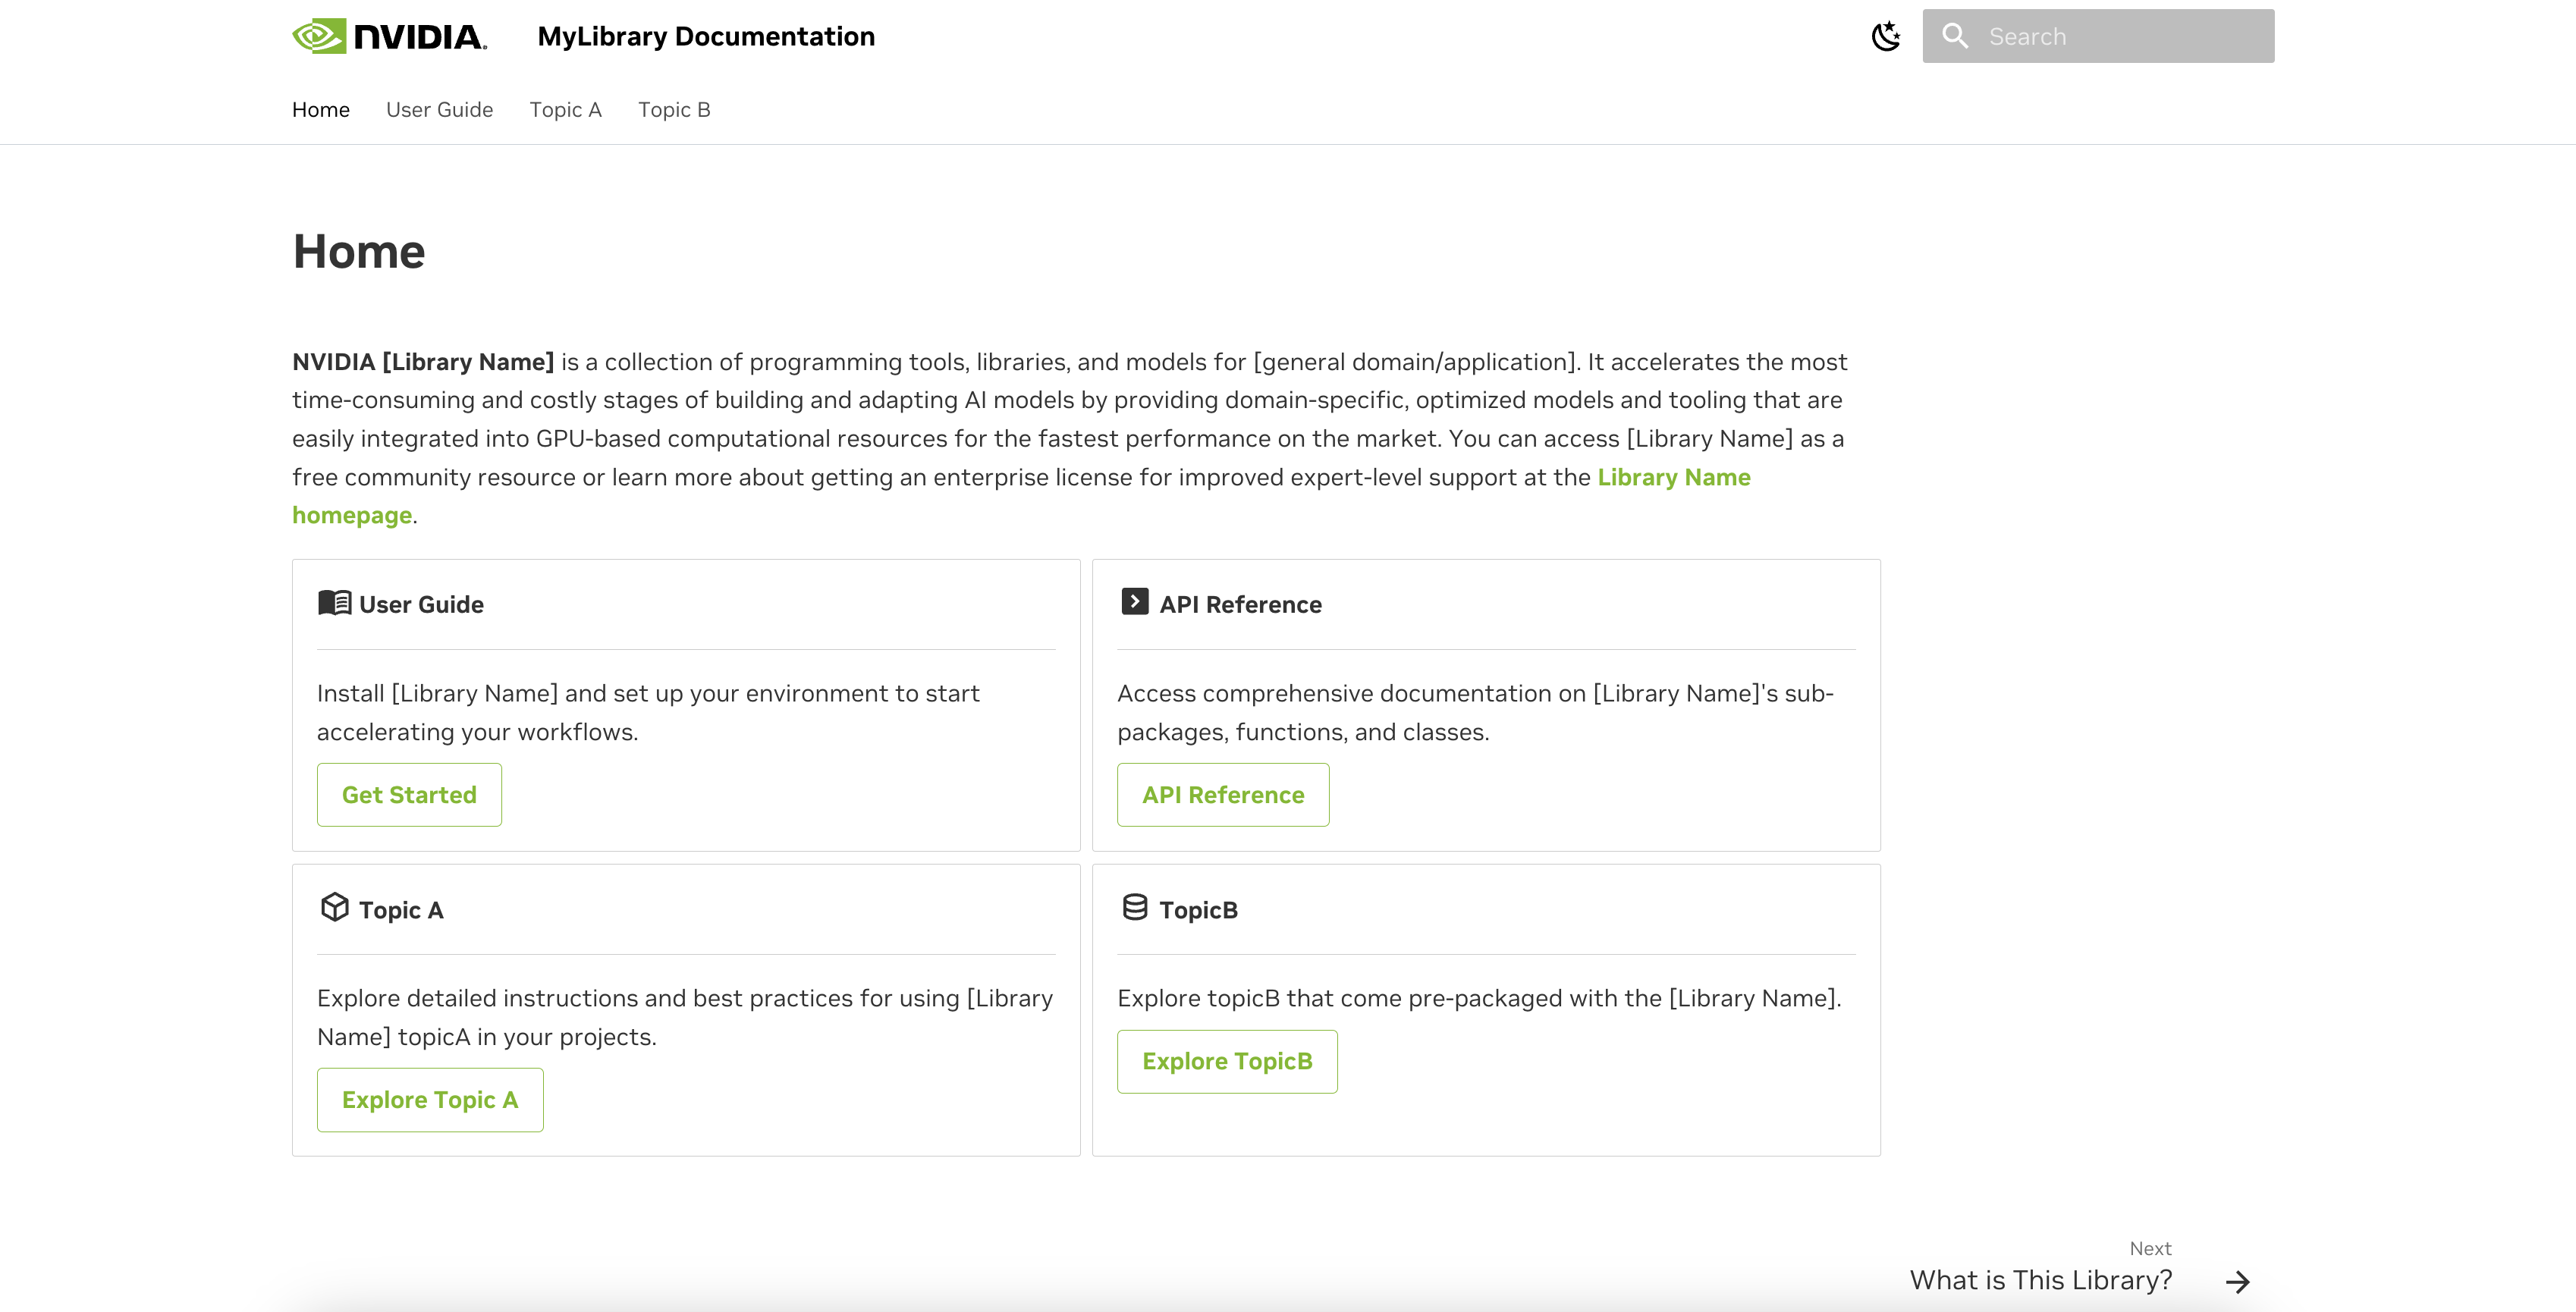 NVIDIA.
MyLibrary Documentation
Search
Home
User Guide
Topic A
Topic B
Home
NVIDIA [Library Name] is a collection of programming tools, libraries, and models for [general domain/application]. It accelerates the most
time-consuming and costly stages of building and adapting AI models by providing domain-specific, optimized models and tooling that are
easily integrated into GPU-based computational resources for the fastest performance on the market. You can access [Library Name] as a
free community resource or learn more about getting an enterprise license for improved expert-level support at the Library Name
homepage.
User Guide
Install [Library Name] and set up your environment to start
accelerating your workflows.
Get Started
API Reference
Access comprehensive documentation on [Library Name]'s sub-
packages, functions, and classes.
API Reference
Topic A
Explore detailed instructions and best practices for using [Library
Name] topicA in your projects.
Explore Topic A
TopicB
Explore topicB that come pre-packaged with the [Library Name].
Explore TopicB
Next
What is This Library?